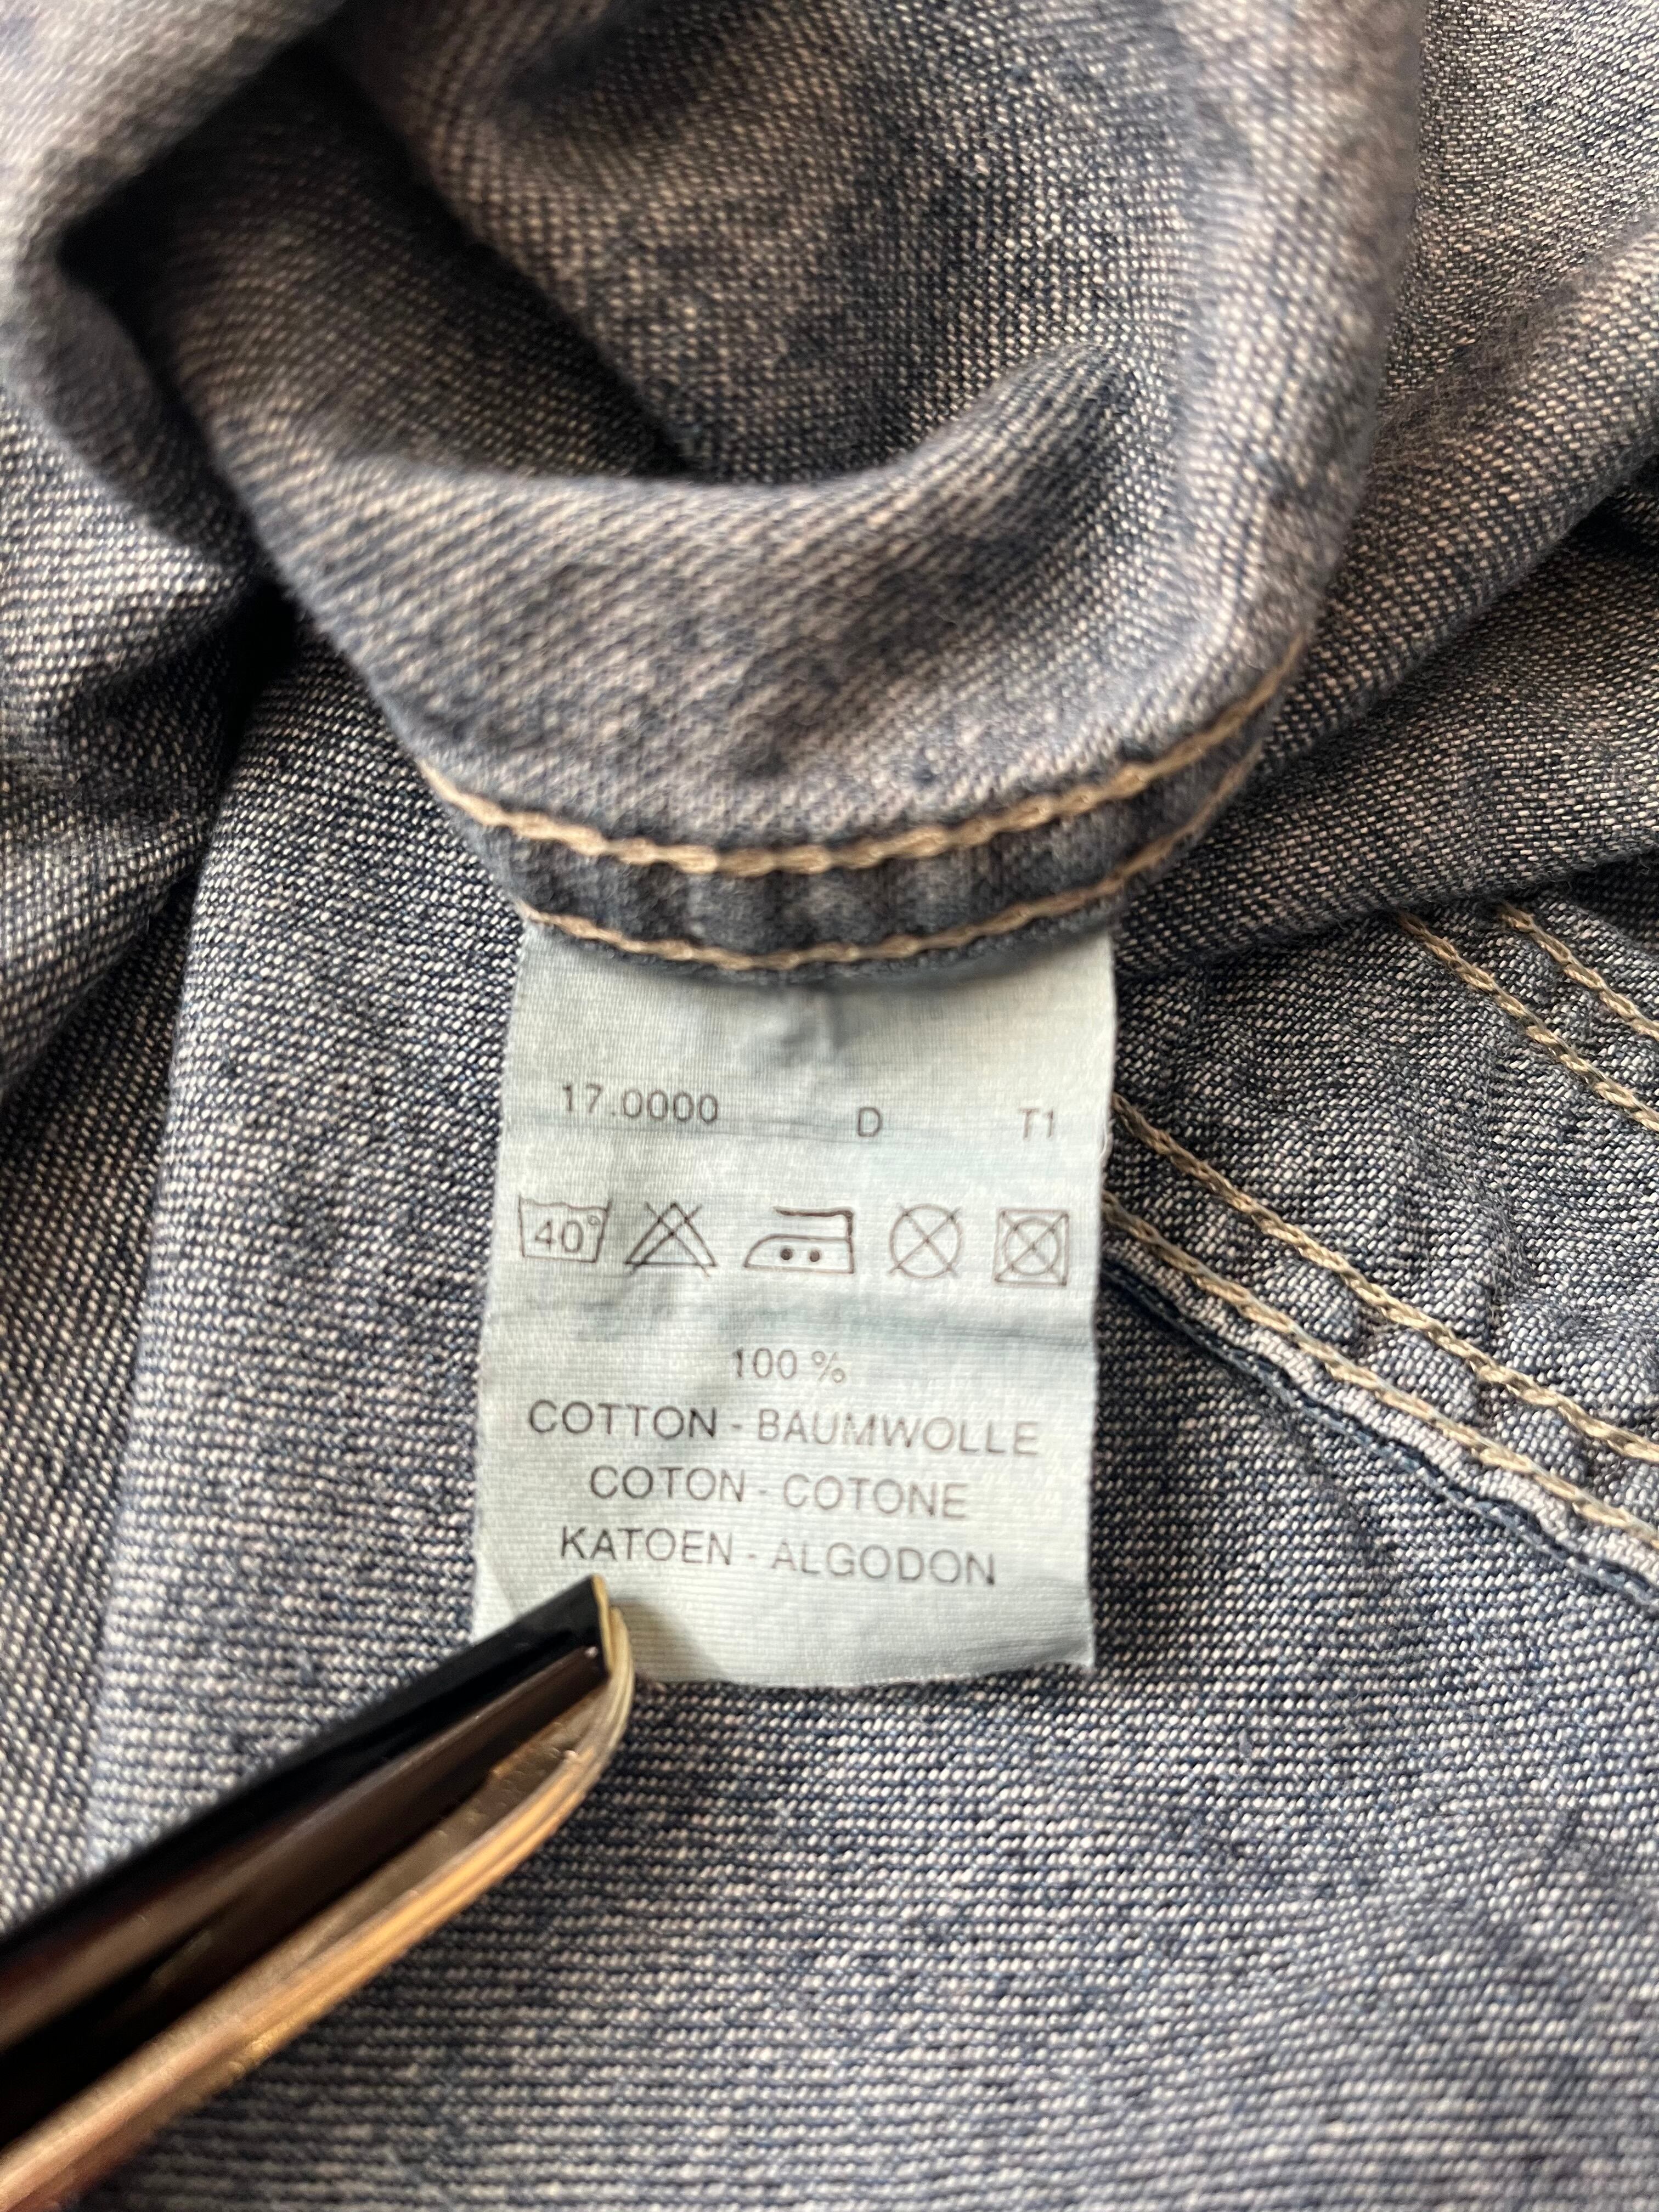 17.0000 D T1
40°
100 %
COTTON - BAUMWOLLE
COTON - COTONE
KATOEN - ALGODON